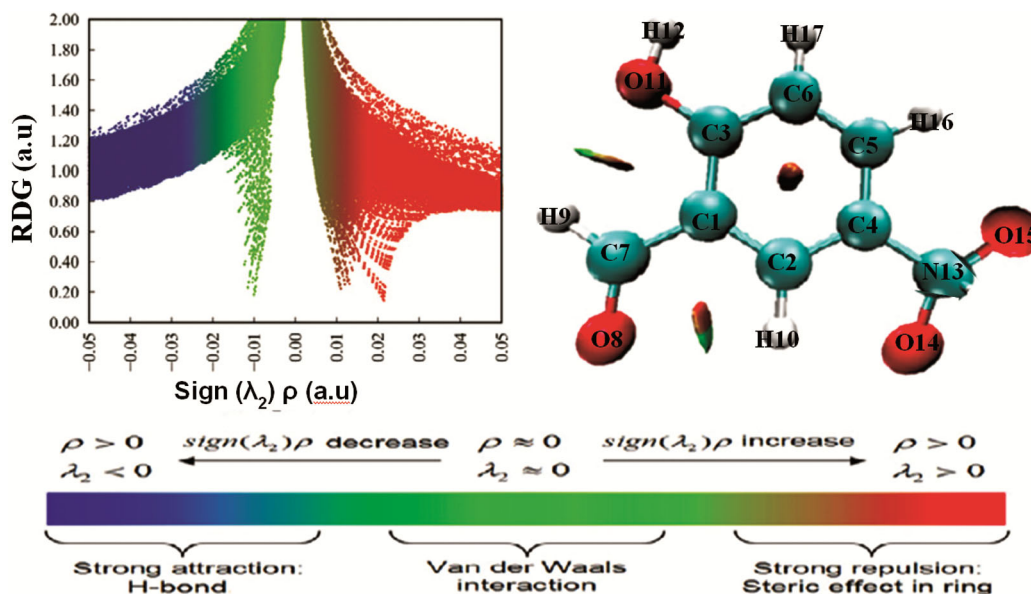 2.00
1.80
1.60
1.40
1.20
1.00
0.80
0.60
0.40
0.20
0.00
RDG (a.u)
-0.05
-0.04
-0.03
-0.02
-0.01
0.00
0.01
0.02
0.03
0.04
0.05
Sign (λ₂) ρ (a.u)
H12
H17
O11
C6
C3
H16
C5
H9
C1
C4
O15
C7
C2
N13
O8
H10
O14
ρ > 0 sign(λ₂)ρ decrease ρ ≈ 0 sign(λ₂)ρ increase ρ > 0
λ₂ < 0 λ₂ ≈ 0 λ₂ > 0
Strong attraction: Van der Waals Strong repulsion:
H-bond interaction Steric effect in ring